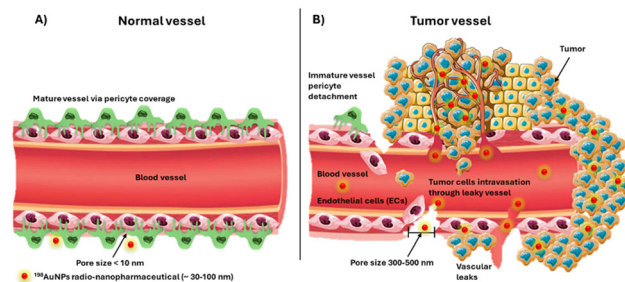 A)
Normal vessel
Mature vessel via pericyte coverage
Blood vessel
Pore size < 10 nm
¹⁹⁸AuNPs radio-nanopharmaceutical (~ 30-100 nm)
B)
Tumor vessel
Tumor
Immature vessel
pericyte
detachment
Blood vessel
Tumor cells intravasation
through leaky vessel
Endothelial cells (ECs)
Pore size 300-500 nm
Vascular
leaks